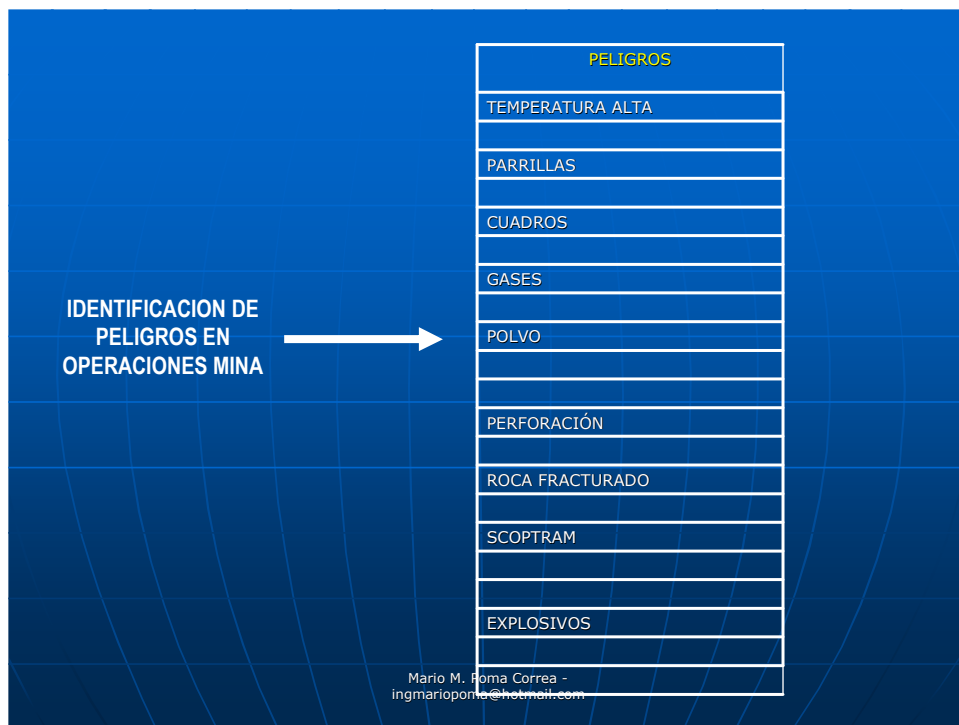 PELIGROS
TEMPERATURA ALTA
PARRILLAS
CUADROS
GASES
POLVO
PERFORACIÓN
ROCA FRACTURADO
SCOPTRAM
EXPLOSIVOS
IDENTIFICACION DE
PELIGROS EN
OPERACIONES MINA
Mario M. Poma Correa -
ingmariopoma@hotmail.com